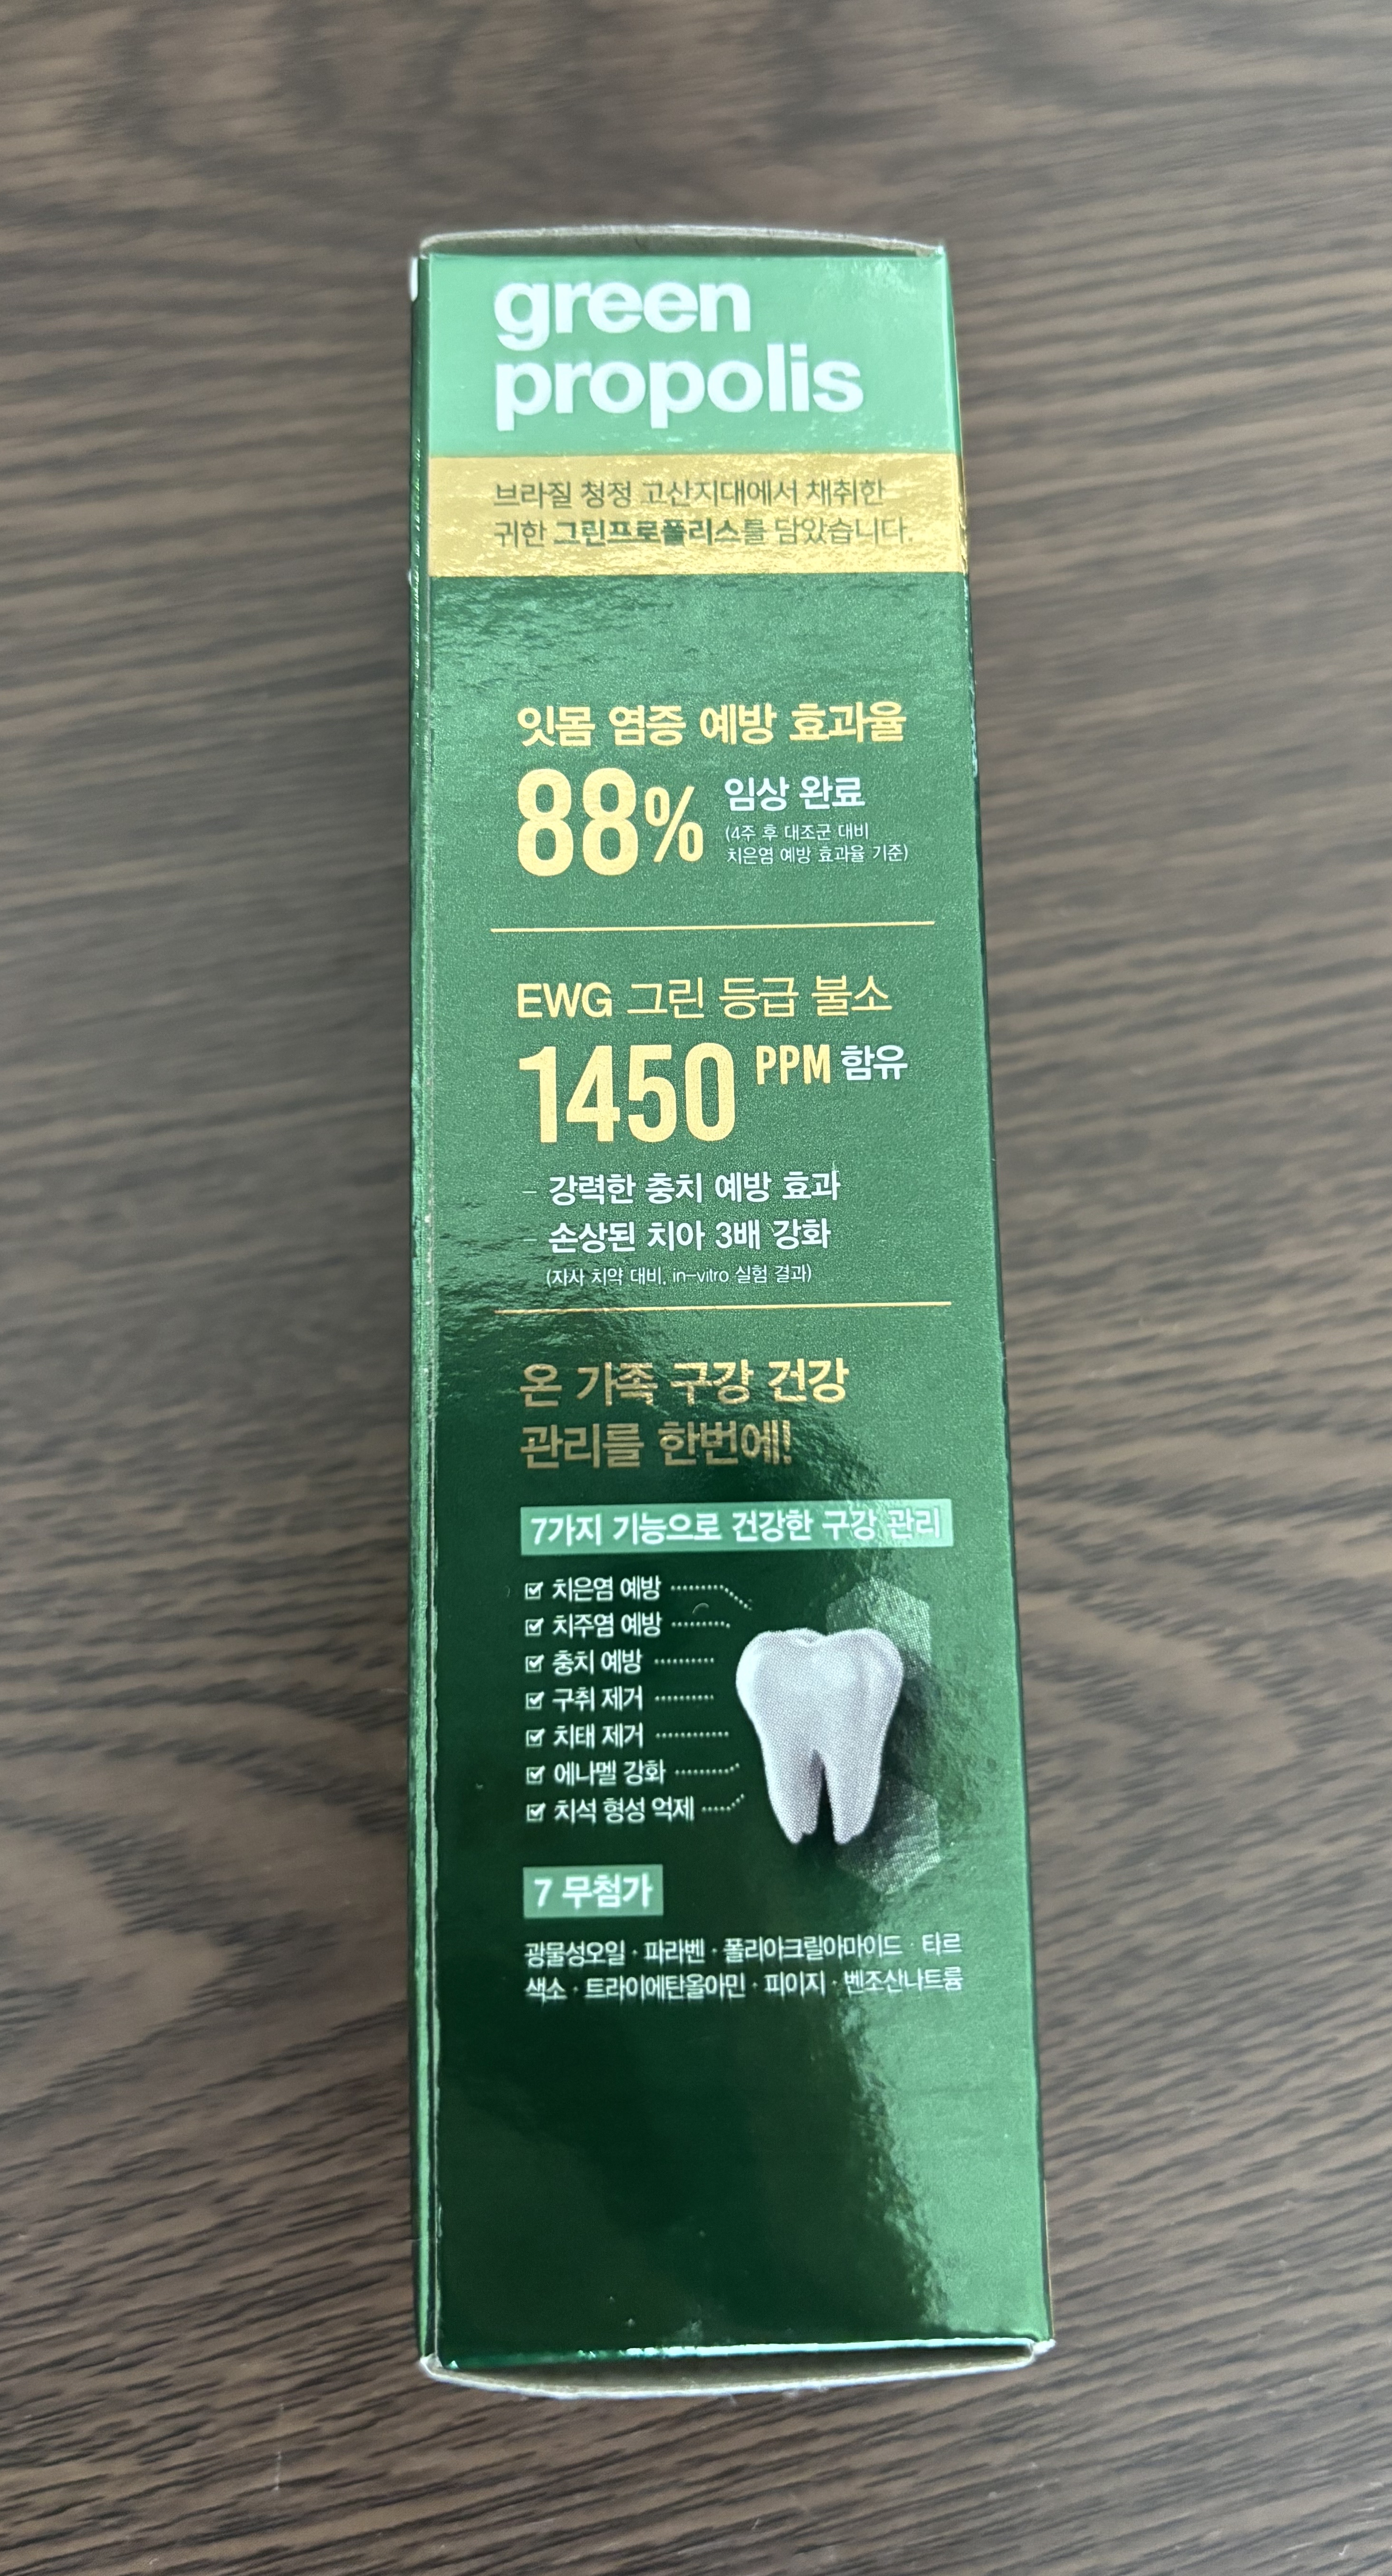 green
propolis
브라질 청정 고산지대에서 채취한
귀한 그린프로폴리스를 담았습니다.
잇몸 염증 예방 효과율
88% 임상 완료
(4주 후 대조군 대비
치은염 예방 효과율 기준)
EWG 그린 등급 불소
1450 PPM 함유
- 강력한 충치 예방 효과
- 손상된 치아 3배 강화
(자사 치약 대비, in-vitro 실험 결과)
온 가족 구강 건강
관리를 한번에!
7가지 기능으로 건강한 구강 관리
치은염 예방
치주염 예방
충치 예방
구취 제거
치태 제거
에나멜 강화
치석 형성 억제
7 무첨가
광물성오일 · 파라벤 · 폴리아크릴아마이드 · 타르
색소 · 트라이에탄올아민 · 피이지 · 벤조산나트륨